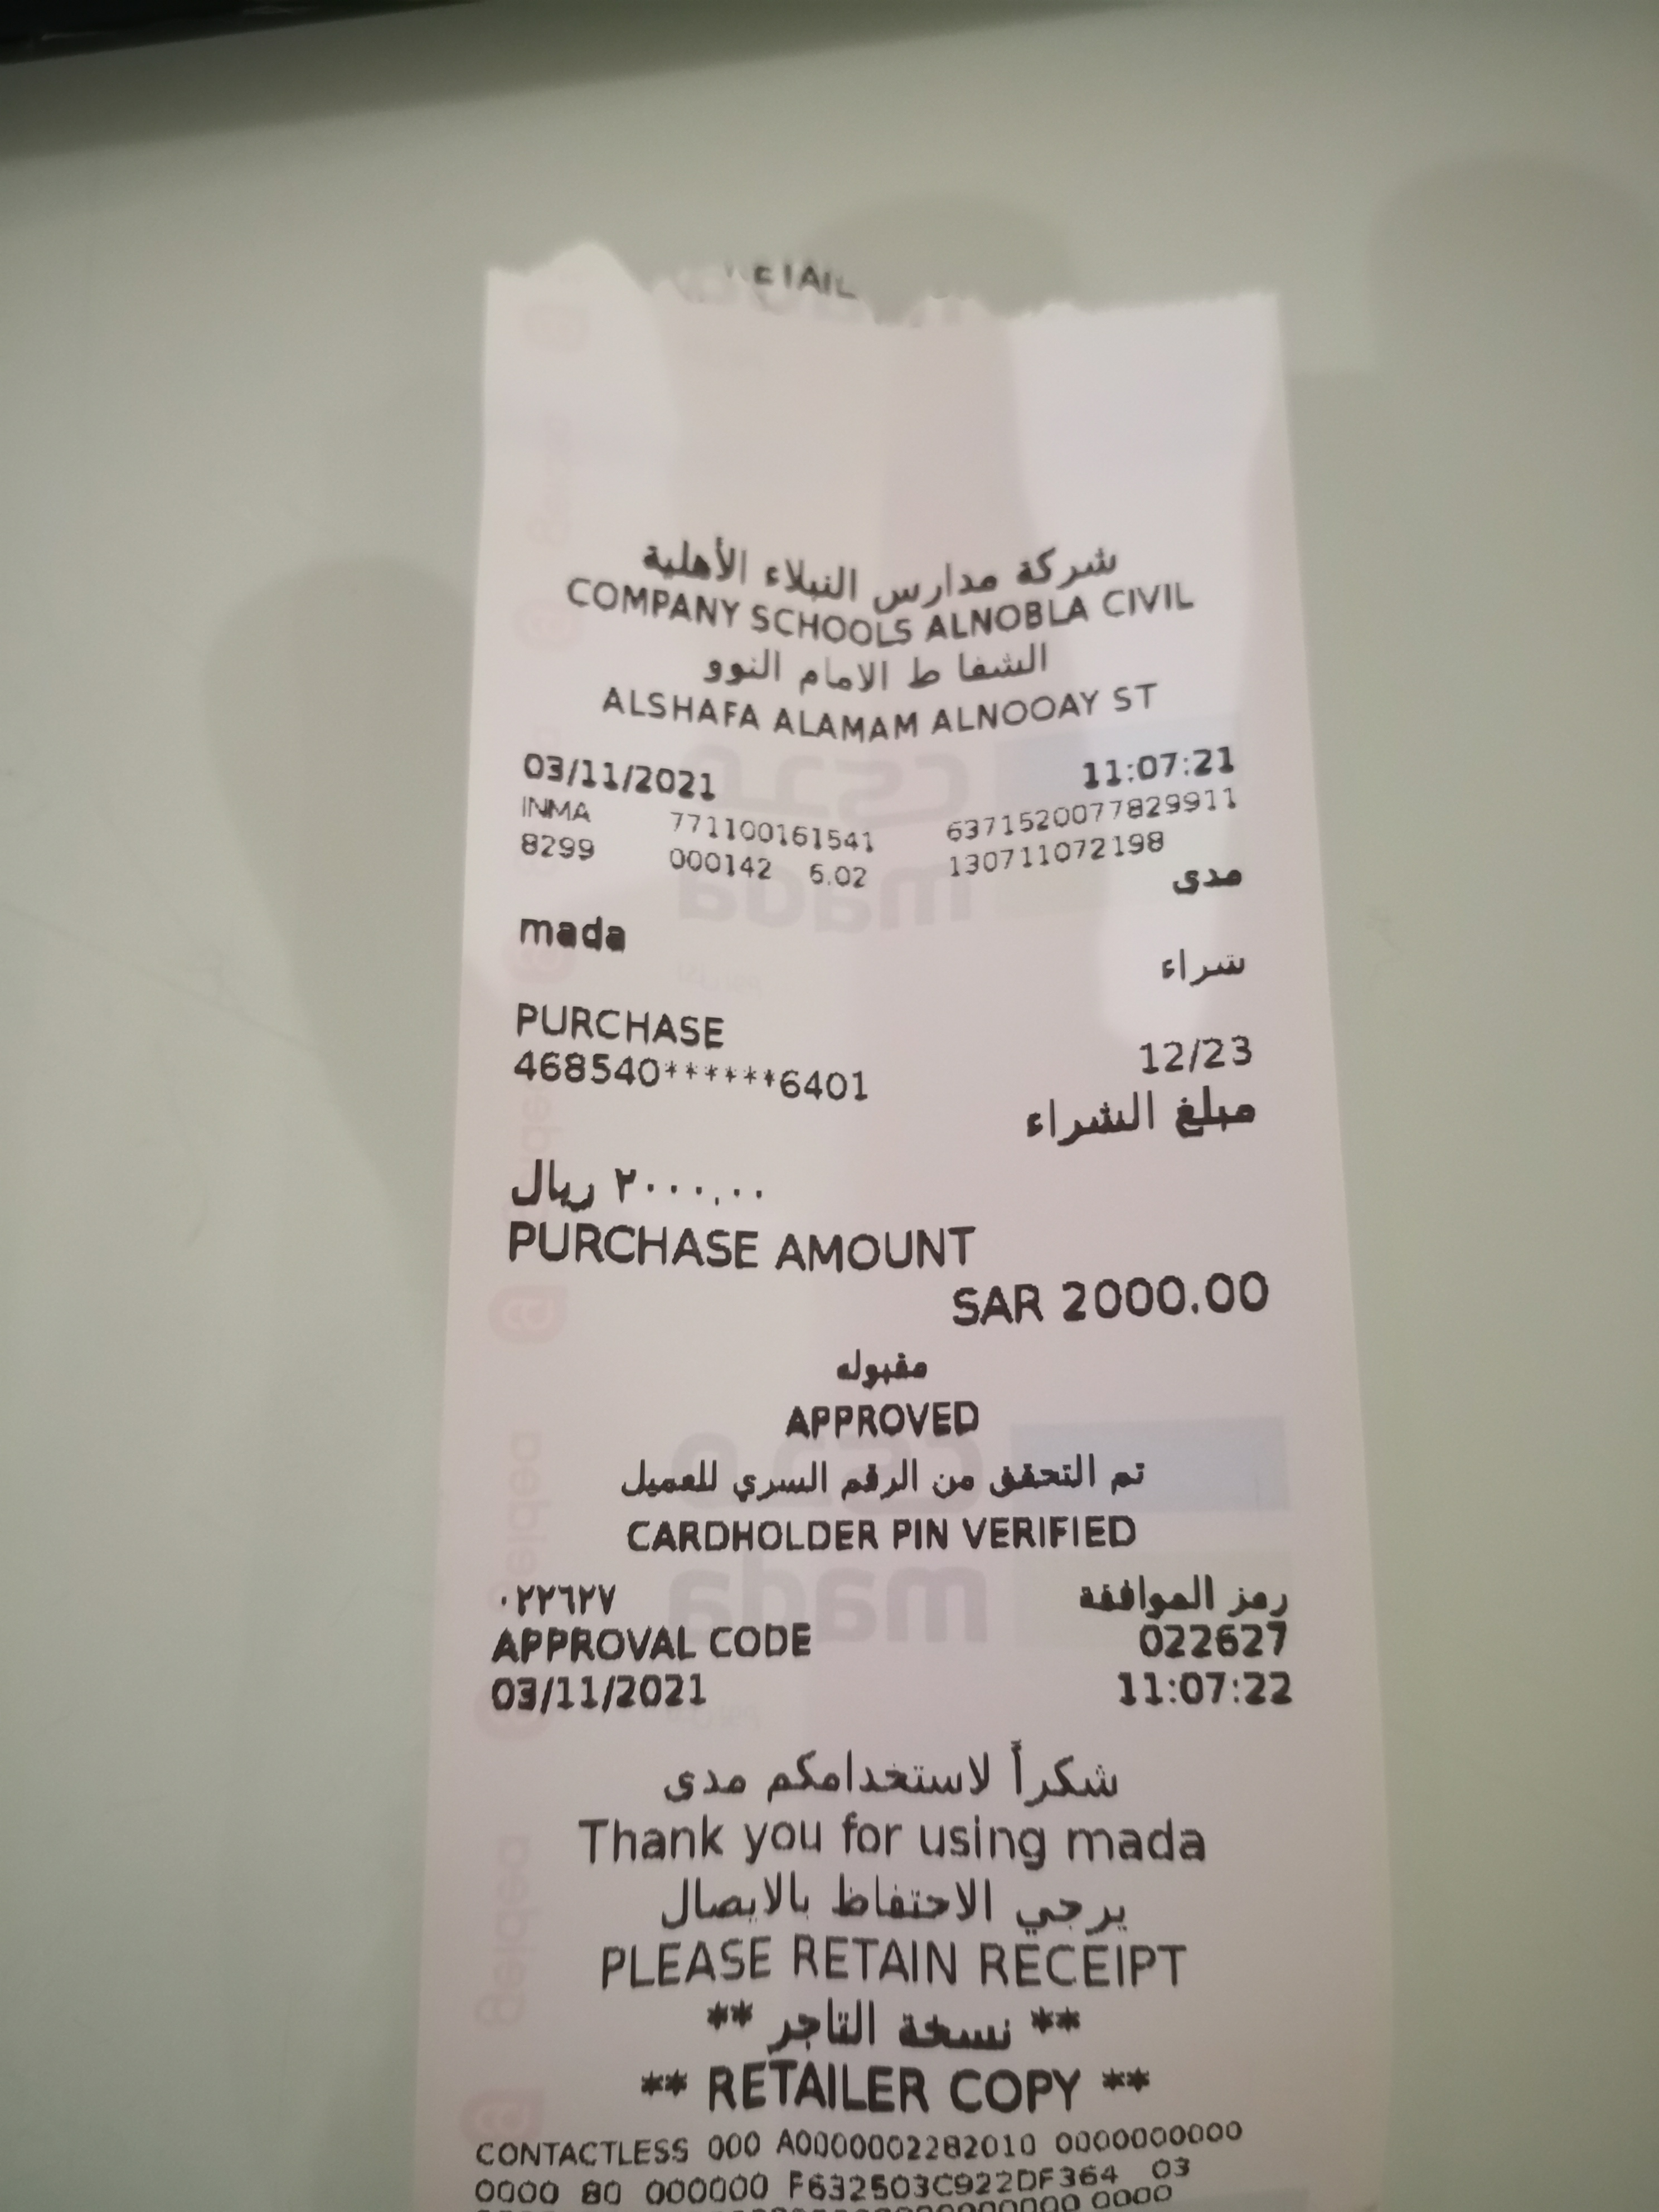 شركة مدارس النبلاء الأهلية
COMPANY SCHOOLS ALNOBLA CIVIL
الشفا ط الامام النوو
ALSHAFA ALAMAM ALNOOAY ST
03/11/2021 11:07:21
INMA 771100161541 6371520077829911
8299 000142 6.02 130711072198
مدى
mada
شراء
PURCHASE
468540******6401 12/23
مبلغ الشراء
٢٠٠٠,٠٠ ريال
PURCHASE AMOUNT
SAR 2000.00
مقبوله
APPROVED
تم التحقق من الرقم السري للعميل
CARDHOLDER PIN VERIFIED
رمز الموافقة ٠٢٢٦٢٧
APPROVAL CODE 022627
03/11/2021 11:07:22
شكراً لاستخدامكم مدى
Thank you for using mada
يرجي الاحتفاظ بالايصال
PLEASE RETAIN RECEIPT
** نسخة التاجر **
** RETAILER COPY **
CONTACTLESS 000 A0000002282010 0000000000
0000 80 000000 F632503C922DF364 03